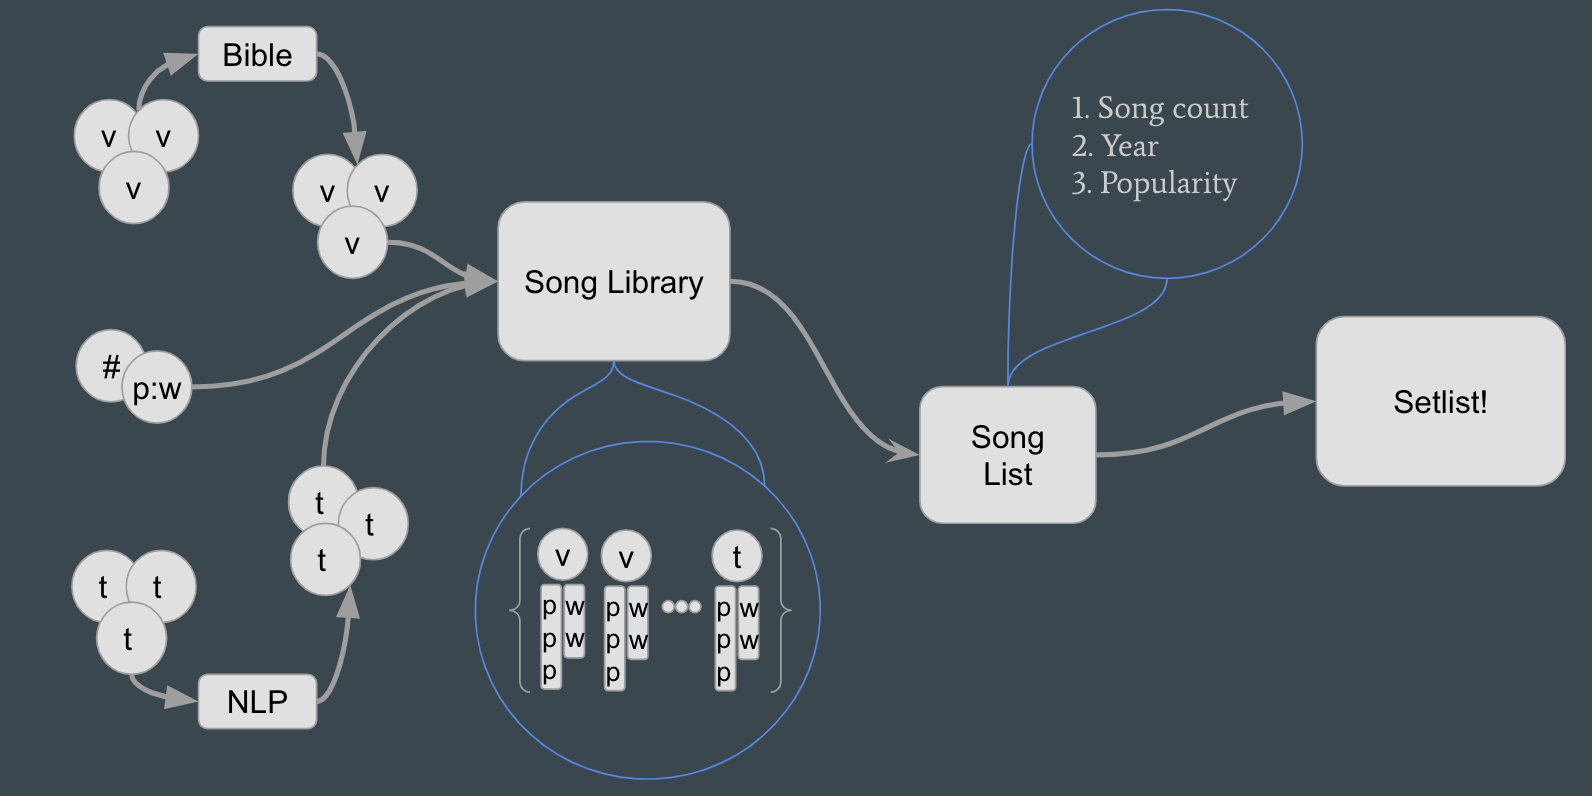 Bible
v v
v
v v
v
#
p:w
t
t
t
t t
t
NLP
Song Library
v v t
p w p w p w
p w p w p w
p p p
1. Song count
2. Year
3. Popularity
Song
List
Setlist!